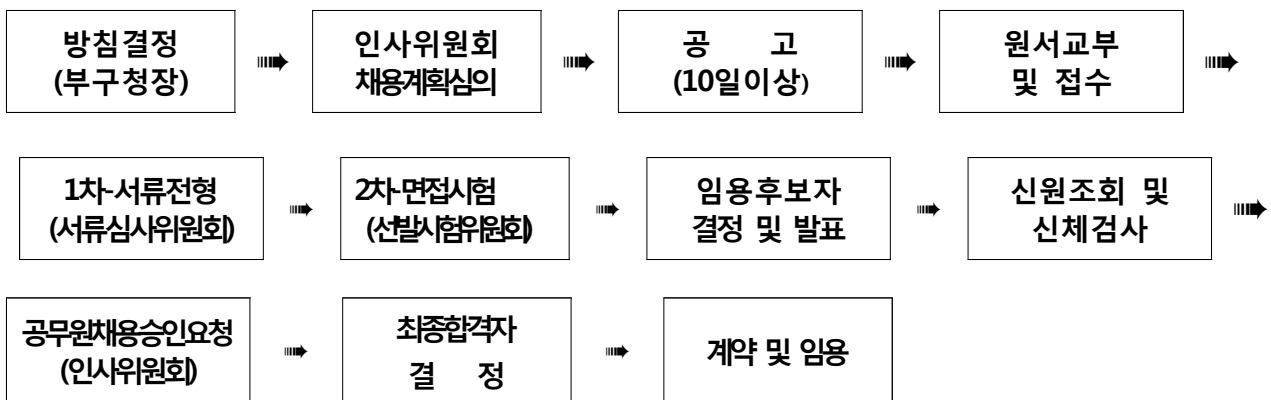 방침결정
(부구청장)
인사위원회
채용계획심의
공 고
(10일이상)
원서교부
및 접수
1차-서류전형
(서류심사위원회)
2차-면접시험
(선발시험위원회)
임용후보자
결정 및 발표
신원조회 및
신체검사
공무원채용승인요청
(인사위원회)
최종합격자
결 정
계약 및 임용